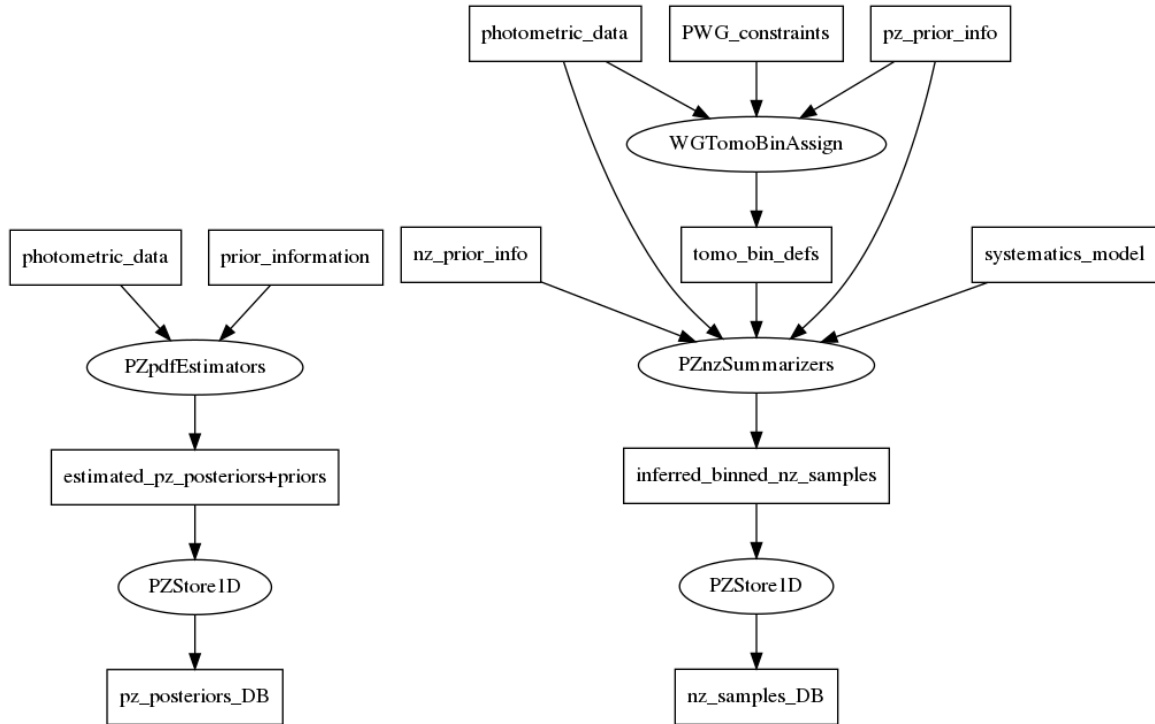 photometric_data
PWG_constraints
pz_prior_info
WGTomoBinAssign
photometric_data
prior_information
nz_prior_info
tomo_bin_defs
systematics_model
PZpdfEstimators
PZnzSummarizers
estimated_pz_posteriors+priors
inferred_binned_nz_samples
PZStore1D
PZStore1D
pz_posteriors_DB
nz_samples_DB